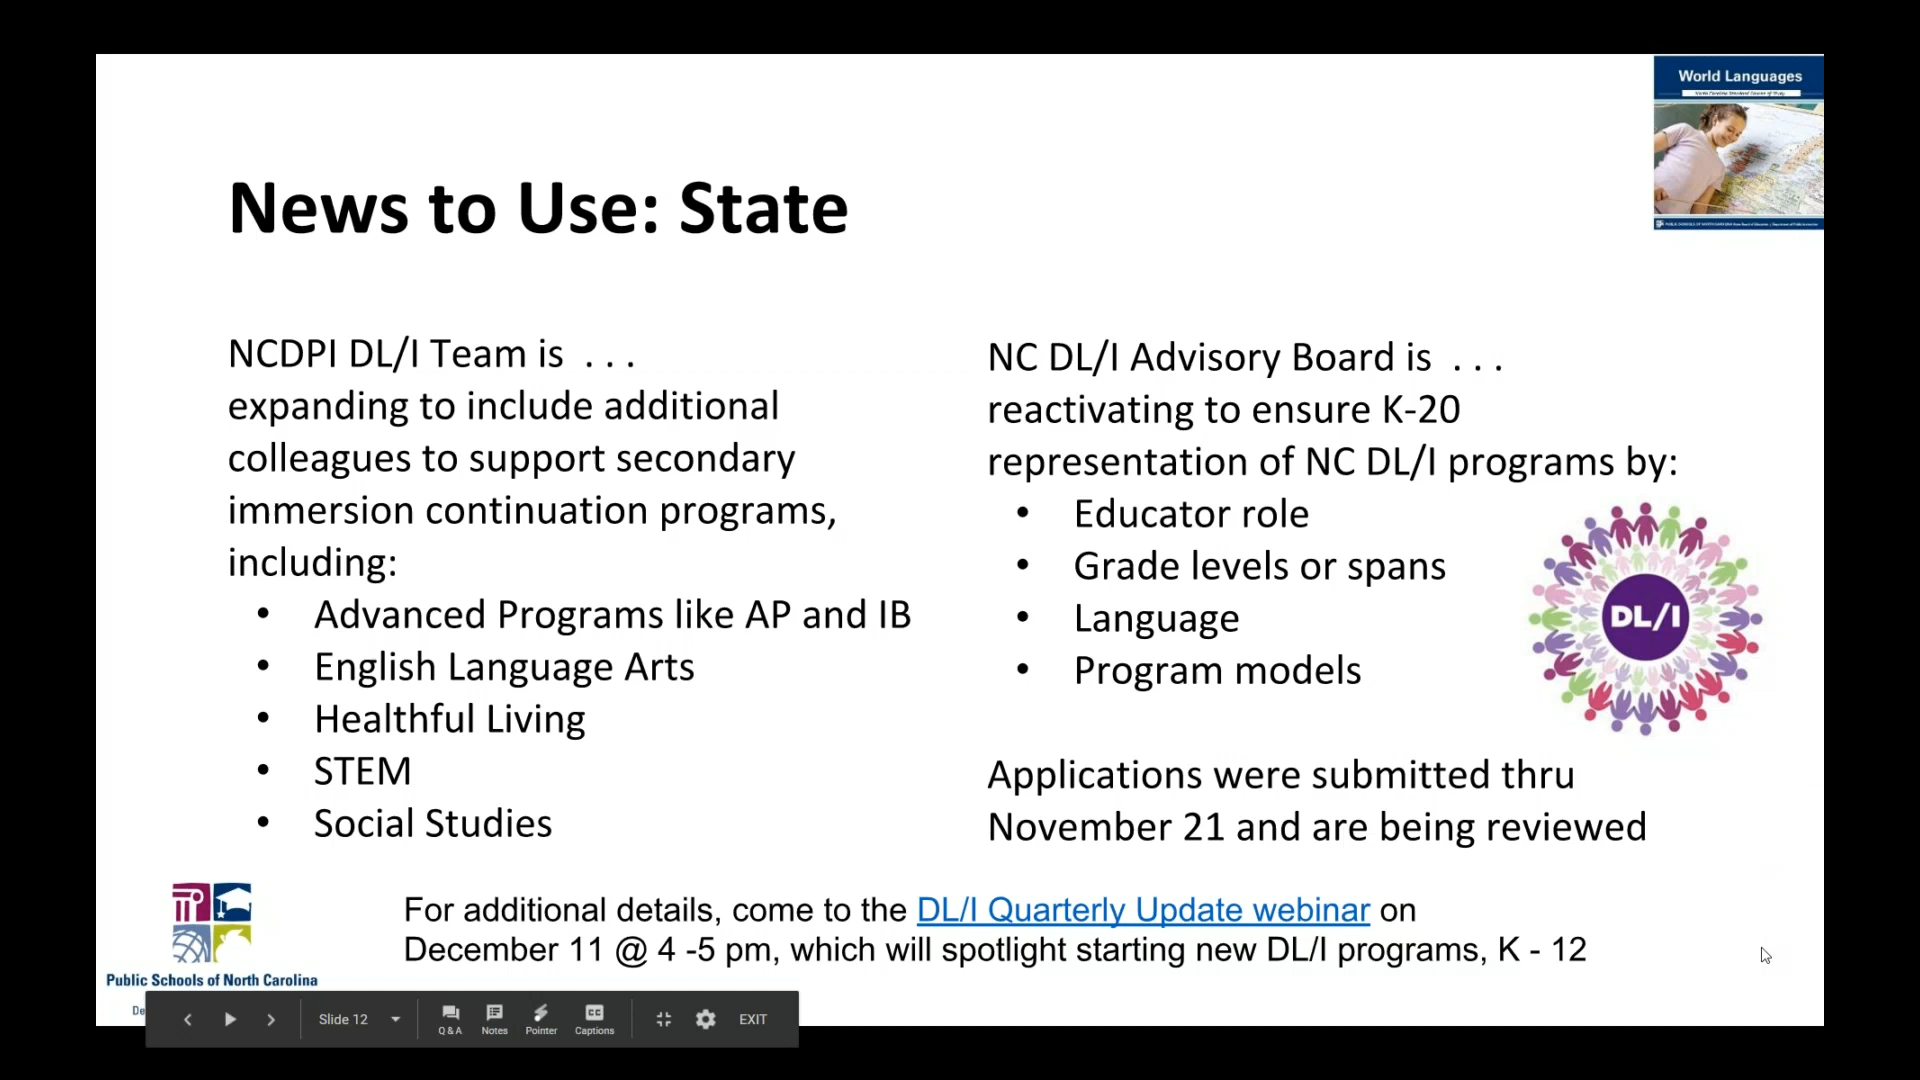 World Languages
News to Use: State
NCDPI DL/I Team is . . .
expanding to include additional
colleagues to support secondary
immersion continuation programs,
including:
• Advanced Programs like AP and IB
• English Language Arts
• Healthful Living
• STEM
• Social Studies
NC DL/I Advisory Board is . . .
reactivating to ensure K-20
representation of NC DL/I programs by:
• Educator role
• Grade levels or spans
• Language
• Program models
DL/I
Applications were submitted thru
November 21 and are being reviewed
For additional details, come to the DL/I Quarterly Update webinar on
December 11 @ 4 -5 pm, which will spotlight starting new DL/I programs, K - 12
Public Schools of North Carolina
Slide 12
Q & A
Notes
Pointer
Captions
EXIT